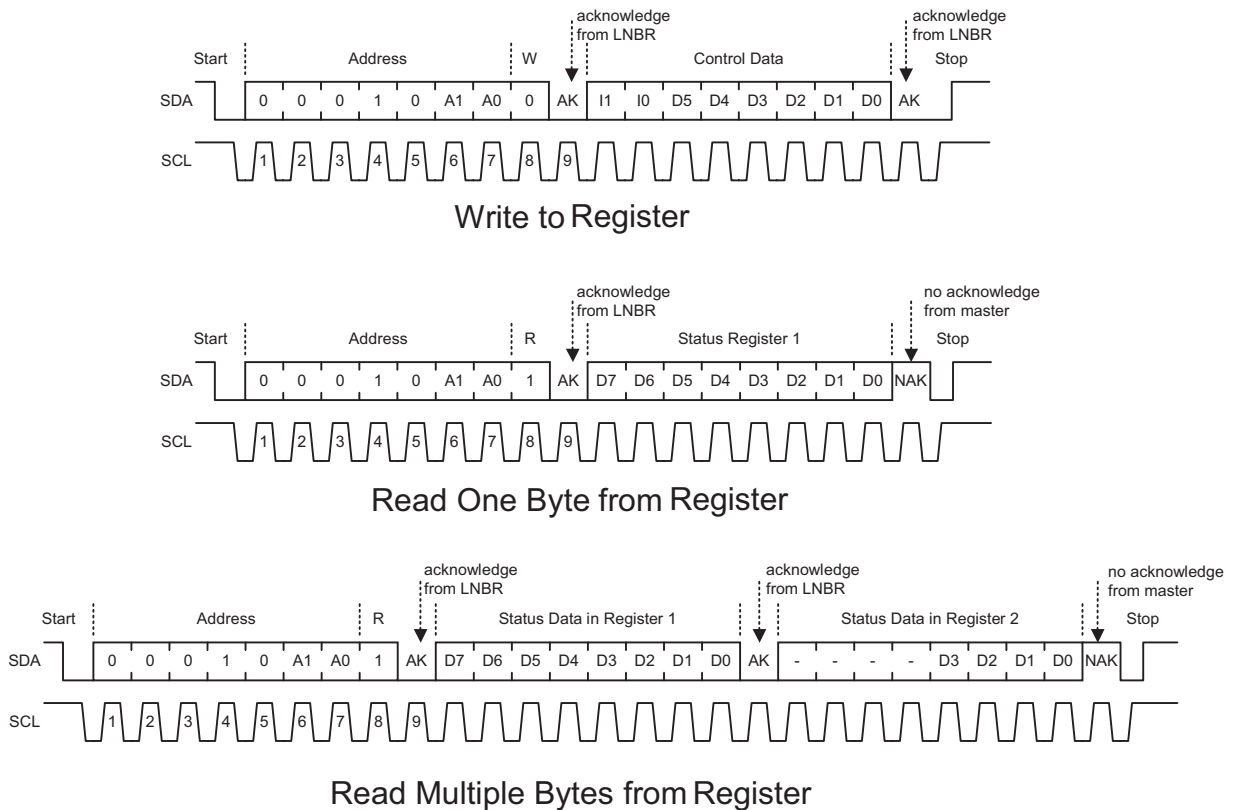 acknowledge acknowledge
from LNBR from LNBR
Start Address W Control Data Stop
SDA 0 0 0 1 0 A1 A0 0 AK I1 I0 D5 D4 D3 D2 D1 D0 AK
SCL 1 2 3 4 5 6 7 8 9
Write to Register
acknowledge no acknowledge
from LNBR from master
Start Address R Status Register 1 Stop
SDA 0 0 0 1 0 A1 A0 1 AK D7 D6 D5 D4 D3 D2 D1 D0 NAK
SCL 1 2 3 4 5 6 7 8 9
Read One Byte from Register
acknowledge acknowledge no acknowledge
from LNBR from LNBR from master
Start Address R Status Data in Register 1 Status Data in Register 2 Stop
SDA 0 0 0 1 0 A1 A0 1 AK D7 D6 D5 D4 D3 D2 D1 D0 AK - - - - D3 D2 D1 D0 NAK
SCL 1 2 3 4 5 6 7 8 9
Read Multiple Bytes from Register